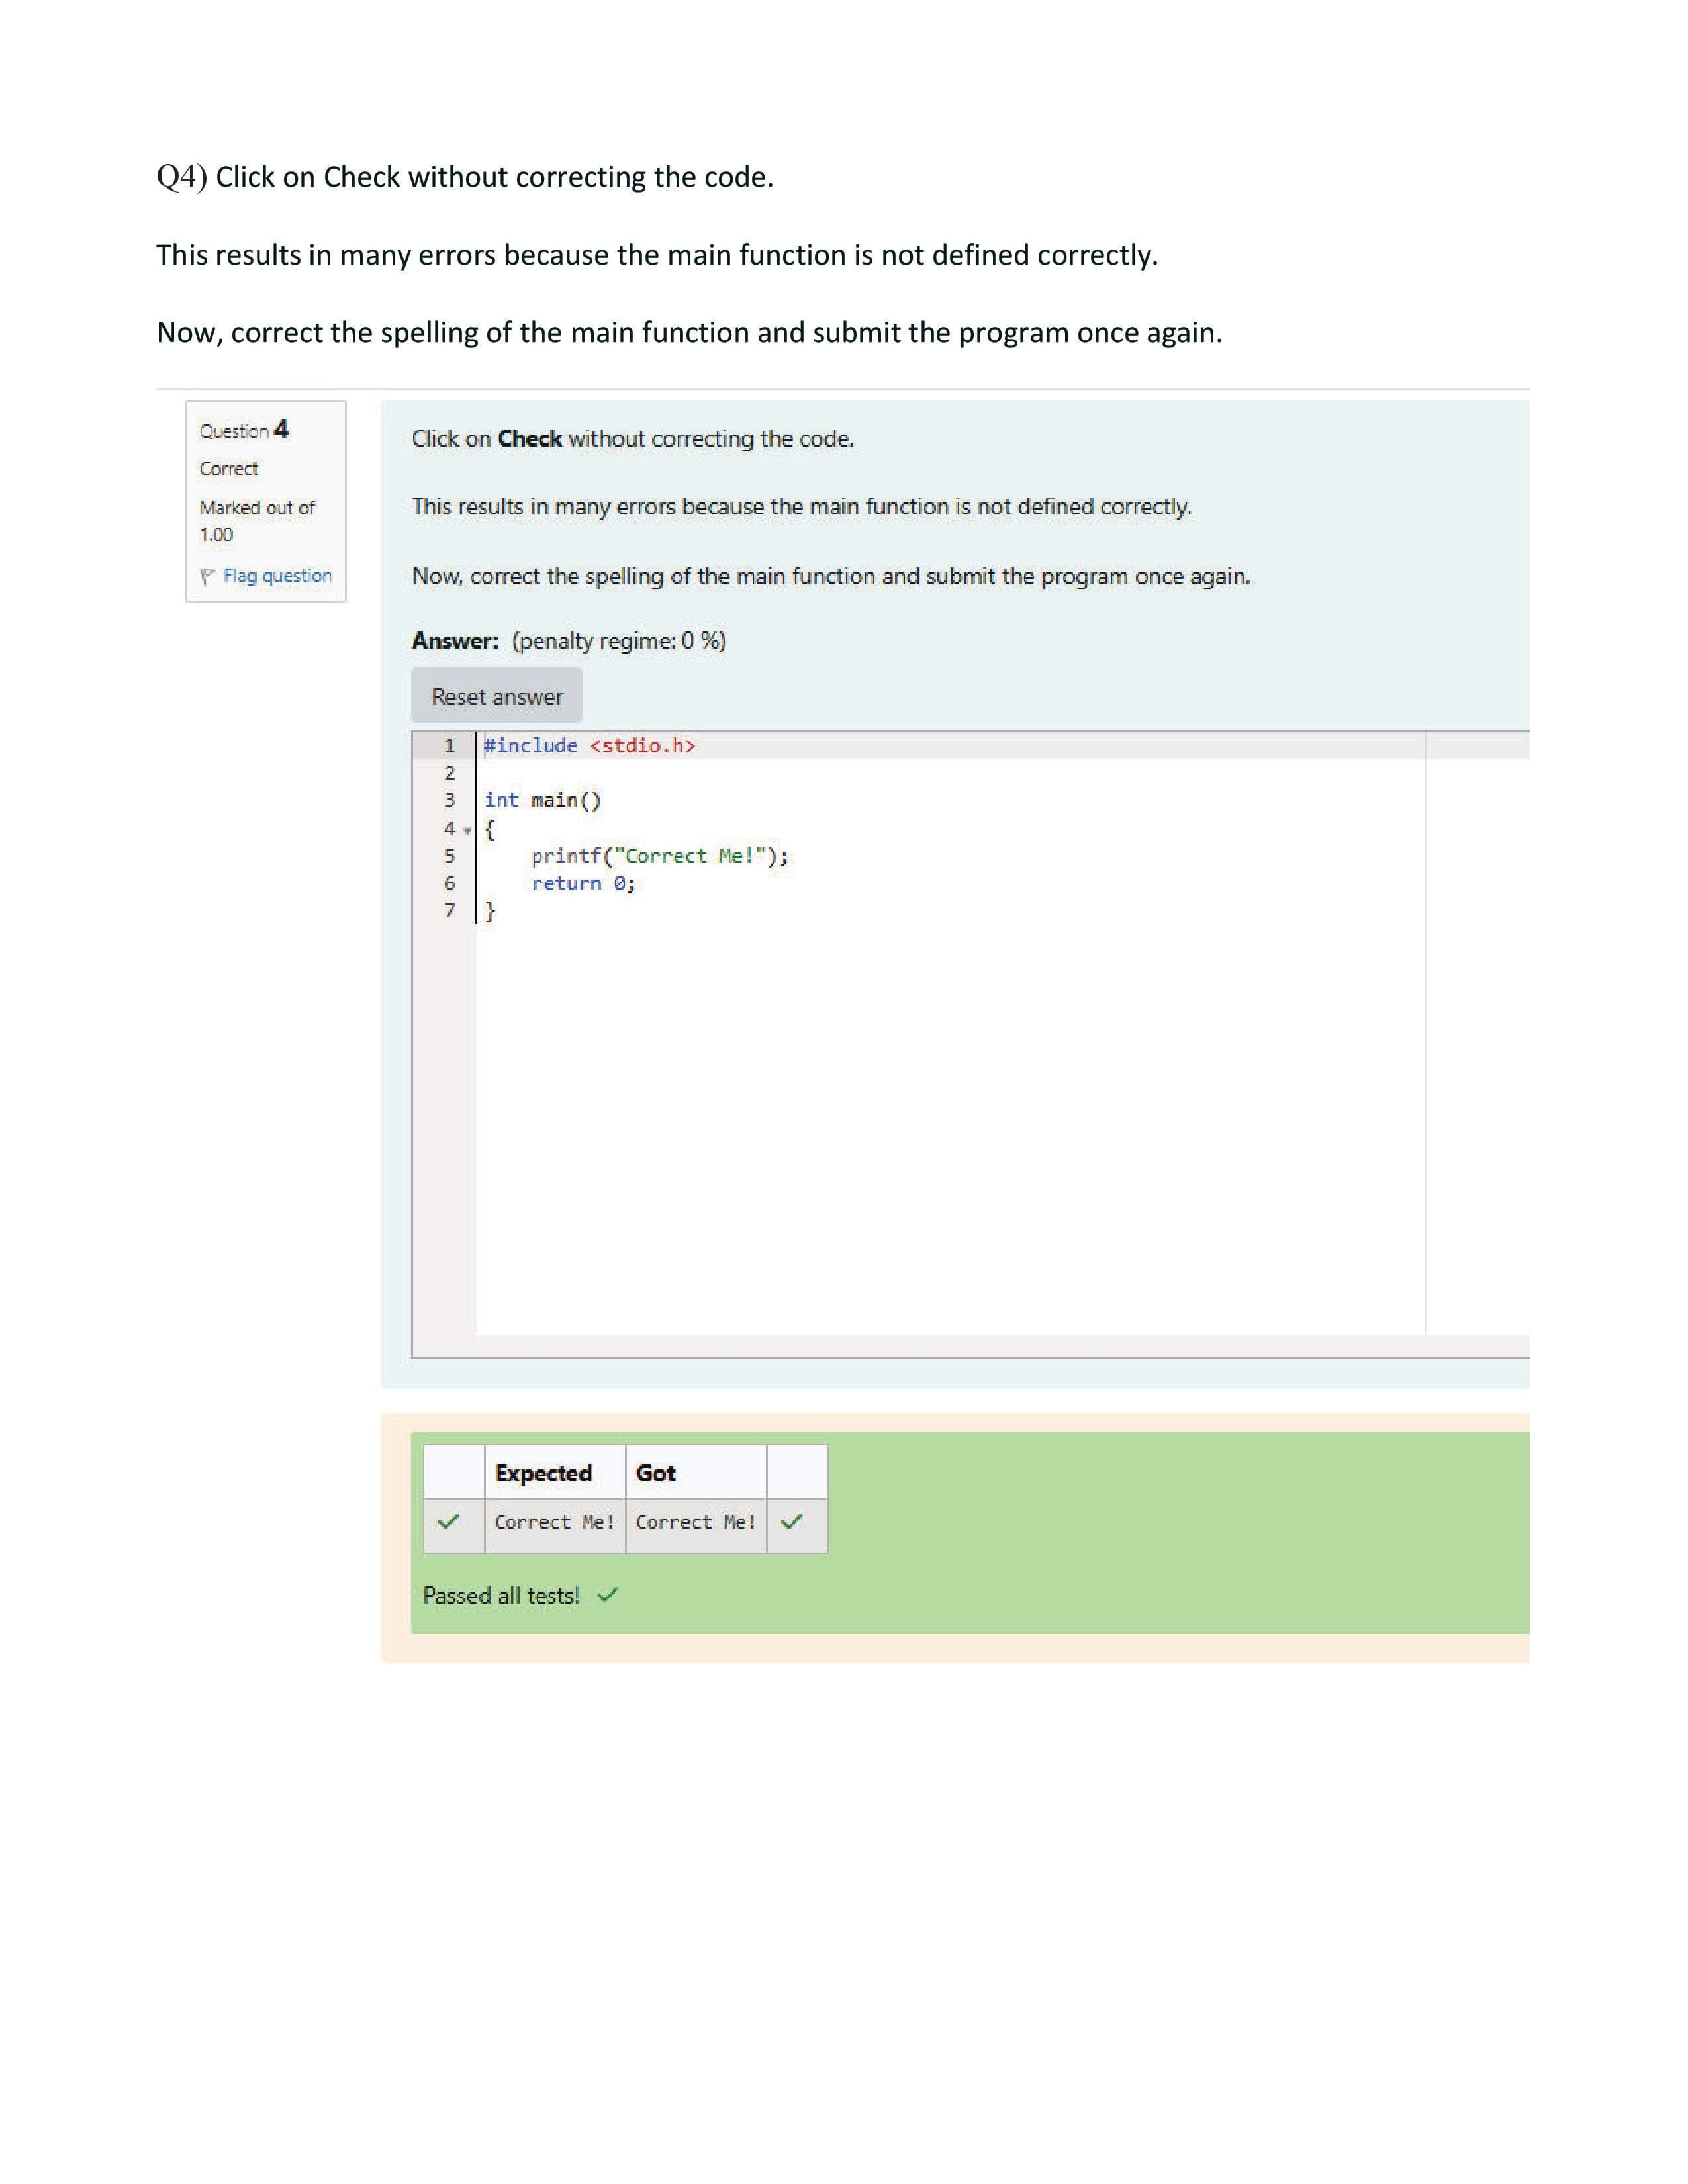 Q4) Click on Check without correcting the code.
This results in many errors because the main function is not defined correctly.
Now, correct the spelling of the main function and submit the program once again.
Question 4
Correct
Marked out of
1.00
Flag question
Click on Check without correcting the code.
This results in many errors because the main function is not defined correctly.
Now, correct the spelling of the main function and submit the program once again.
Answer: (penalty regime: 0 %)
Reset answer
1 #include <stdio.h>
2
3 int main()
4 {
5 printf("Correct Me!");
6 return 0;
7 }
Expected Got
Correct Me! Correct Me!
Passed all tests!